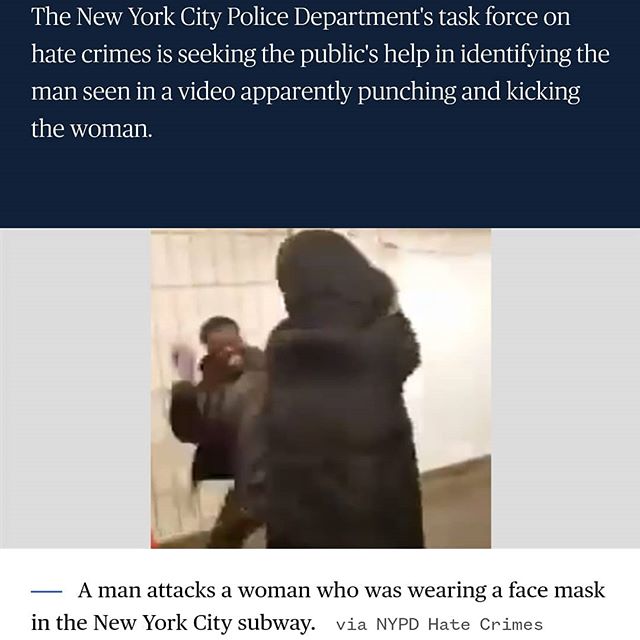 The New York City Police Department's task force on
hate crimes is seeking the public's help in identifying the
man seen in a video apparently punching and kicking
the woman.
A man attacks a woman who was wearing a face mask
in the New York City subway. via NYPD Hate Crimes